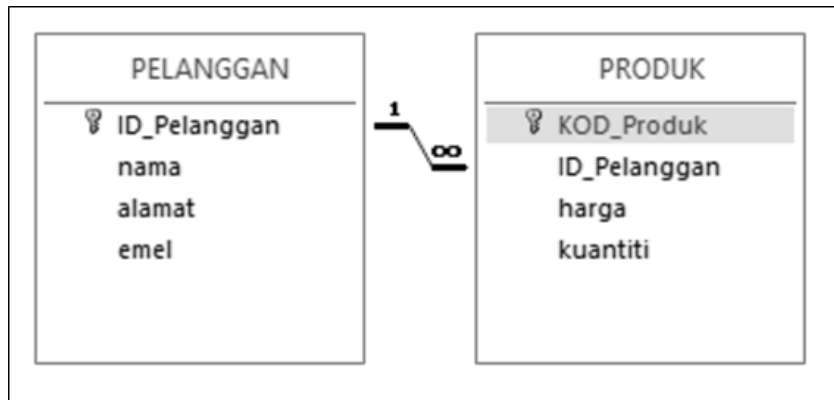 PELANGGAN
ID_Pelanggan
nama
alamat
emel
1
∞
PRODUK
KOD_Produk
ID_Pelanggan
harga
kuantiti